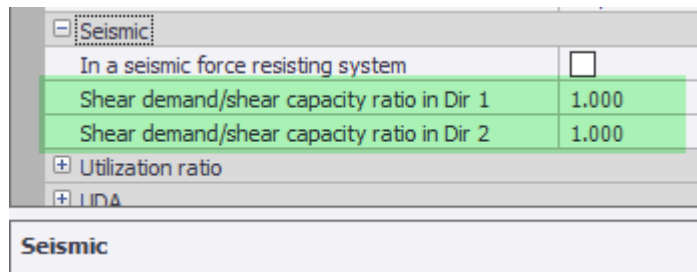 Seismic
In a seismic force resisting system
Shear demand/shear capacity ratio in Dir 1 1.000
Shear demand/shear capacity ratio in Dir 2 1.000
Utilization ratio
UDA
Seismic